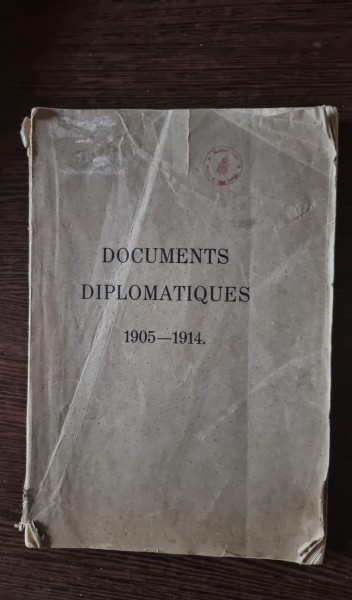 DOCUMENTS
DIPLOMATIQUES
1905—1914.